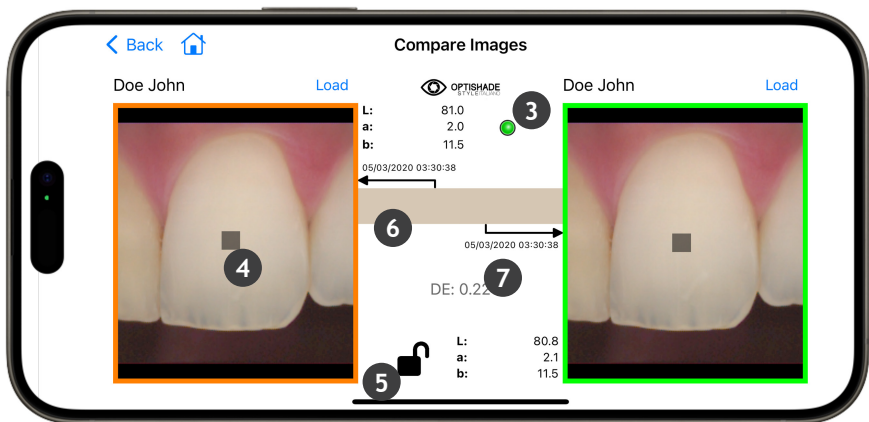 Back
Compare Images
Doe John
Load
OPTISHADE
STYLEITALIANO
Doe John
Load
L: 81.0
a: 2.0
b: 11.5
3
05/03/2020 03:30:38
6
4
05/03/2020 03:30:38
7
DE: 0.22
L: 80.8
a: 2.1
b: 11.5
5